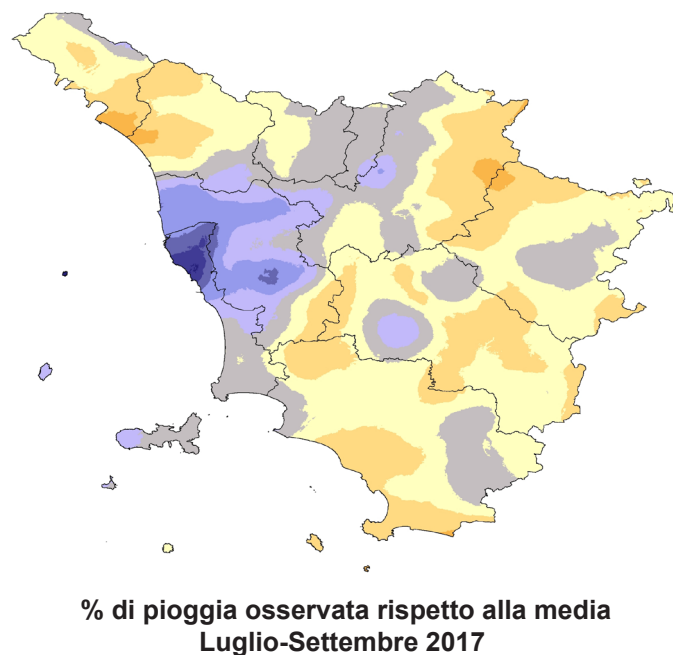 % di pioggia osservata rispetto alla media
Luglio-Settembre 2017